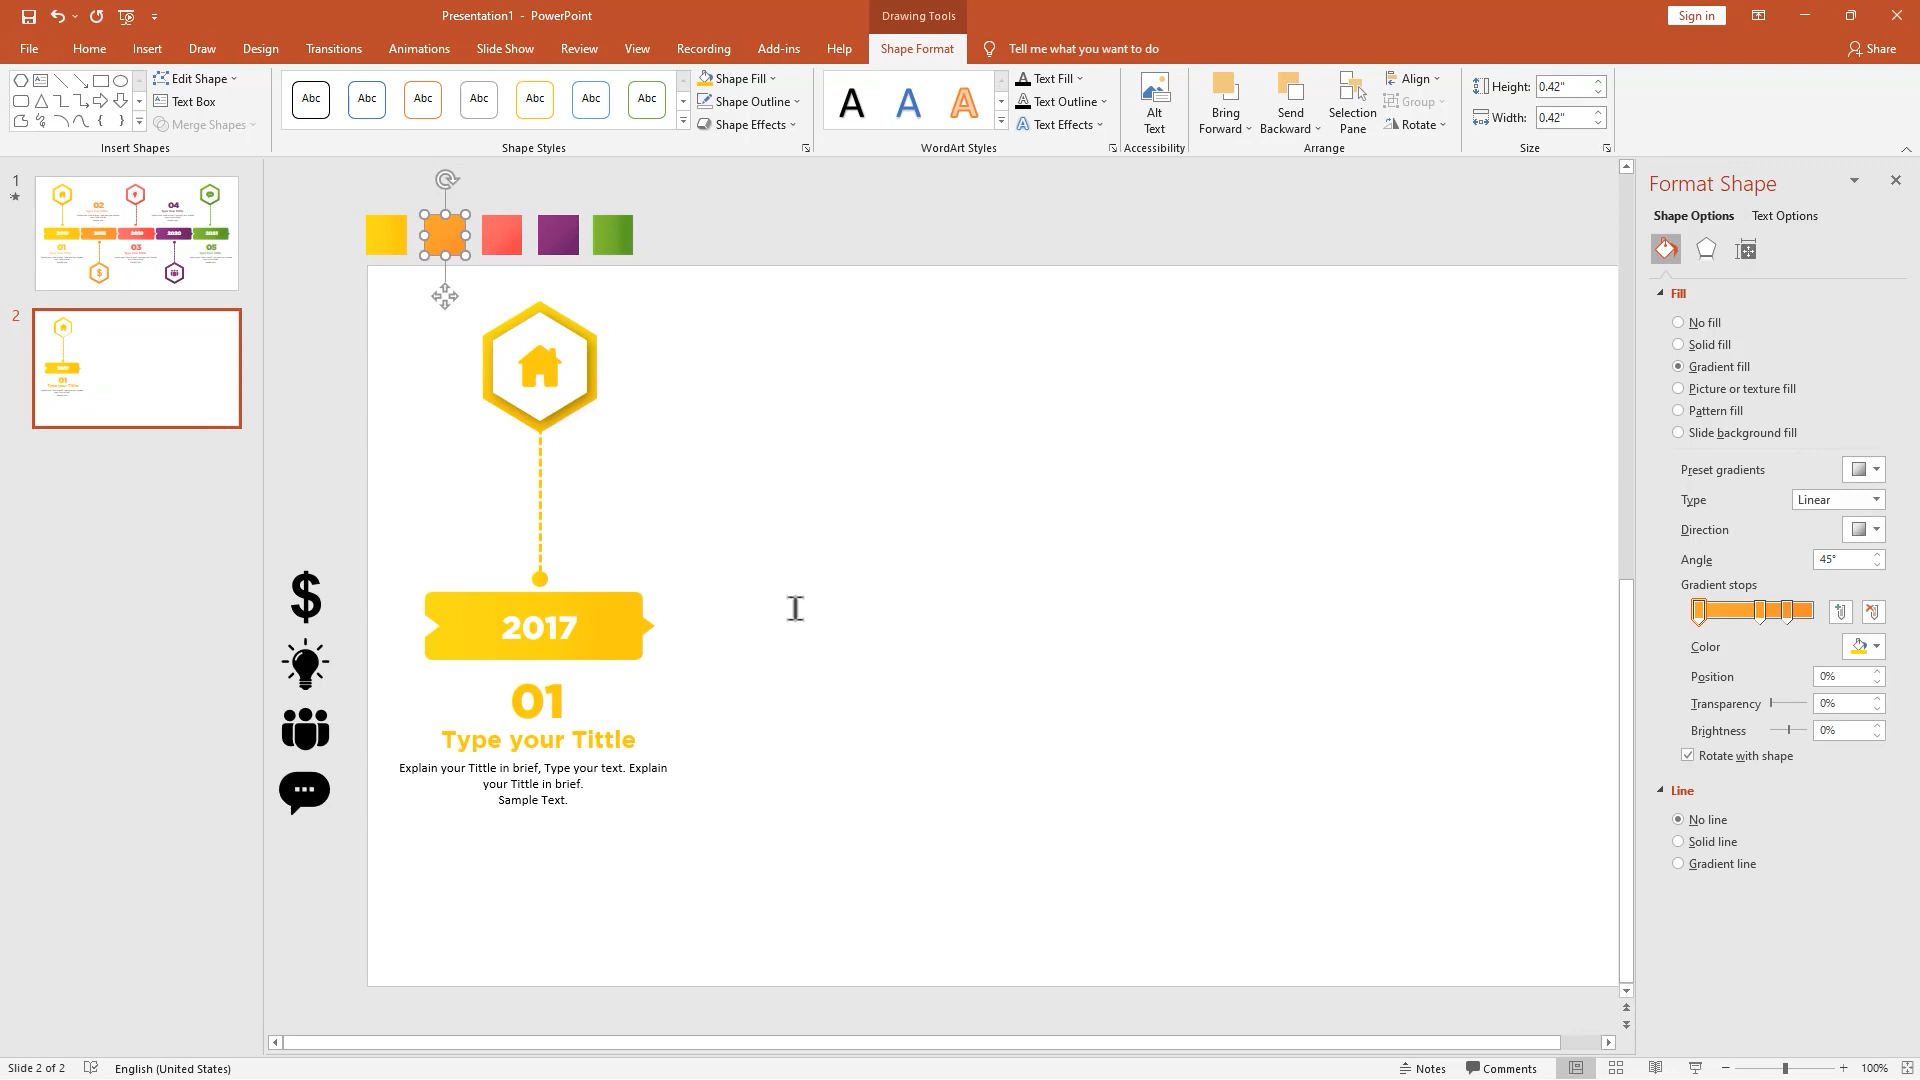 Presentation1 - PowerPoint
Drawing Tools
Sign in
File Home Insert Draw Design Transitions Animations Slide Show Review View Recording Add-ins Help Shape Format Tell me what you want to do Share
Edit Shape
Text Box
Merge Shapes
Insert Shapes
Abc Abc Abc Abc Abc Abc Abc
Shape Fill
Shape Outline
Shape Effects
Shape Styles
A A A
Text Fill
Text Outline
Text Effects
WordArt Styles
Alt
Text
Accessibility
Bring
Forward
Send
Backward
Selection
Pane
Align
Group
Rotate
Arrange
Height: 0.42"
Width: 0.42"
Size
1
2
2017
01
Type your Tittle
Explain your Tittle in brief, Type your text. Explain
your Tittle in brief.
Sample Text.
$
Format Shape
Shape Options Text Options
Fill
No fill
Solid fill
Gradient fill
Picture or texture fill
Pattern fill
Slide background fill
Preset gradients
Type Linear
Direction
Angle 45°
Gradient stops
Color
Position 0%
Transparency 0%
Brightness 0%
Rotate with shape
Line
No line
Solid line
Gradient line
Slide 2 of 2 English (United States)
Notes Comments 100%